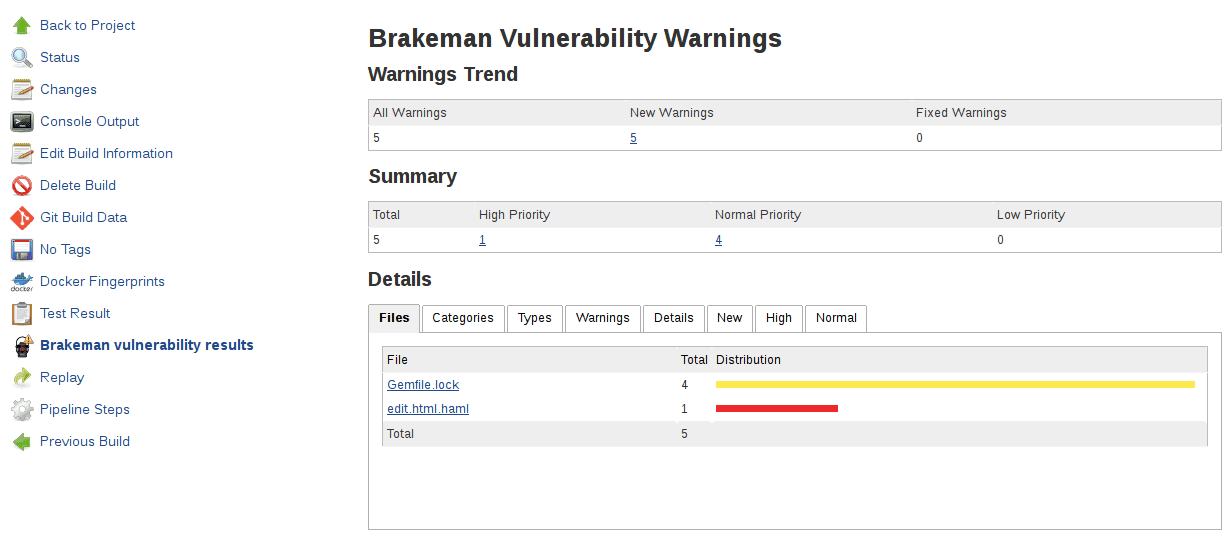 Back to Project
Status
Changes
Console Output
Edit Build Information
Delete Build
Git Build Data
No Tags
docker
Docker Fingerprints
Test Result
Brakeman vulnerability results
Replay
Pipeline Steps
Previous Build
Brakeman Vulnerability Warnings
Warnings Trend
All Warnings New Warnings Fixed Warnings
5 5 0
Summary
Total High Priority Normal Priority Low Priority
5 1 4 0
Details
Files Categories Types Warnings Details New High Normal
File Total Distribution
Gemfile.lock 4
edit.html.haml 1
Total 5